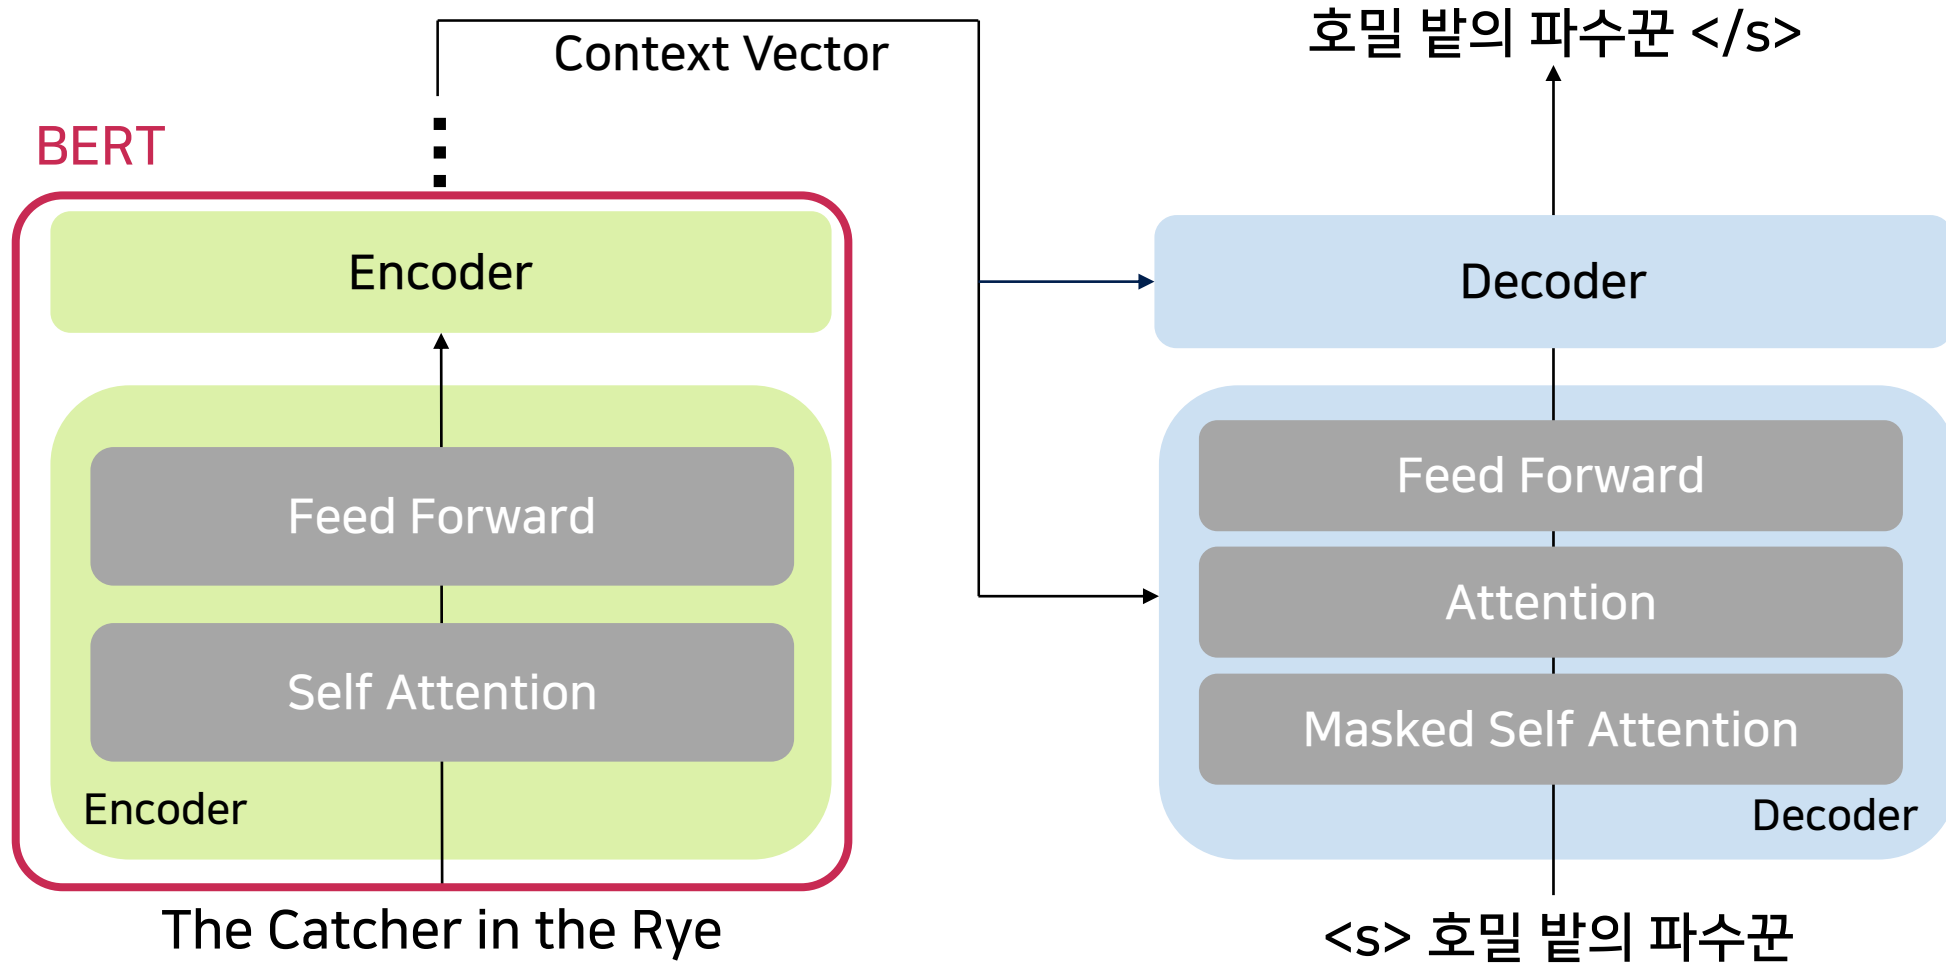 Context Vector
BERT
Encoder
Feed Forward
Self Attention
Encoder
The Catcher in the Rye
호밀 밭의 파수꾼 </s>
Decoder
Feed Forward
Attention
Masked Self Attention
Decoder
<s> 호밀 밭의 파수꾼